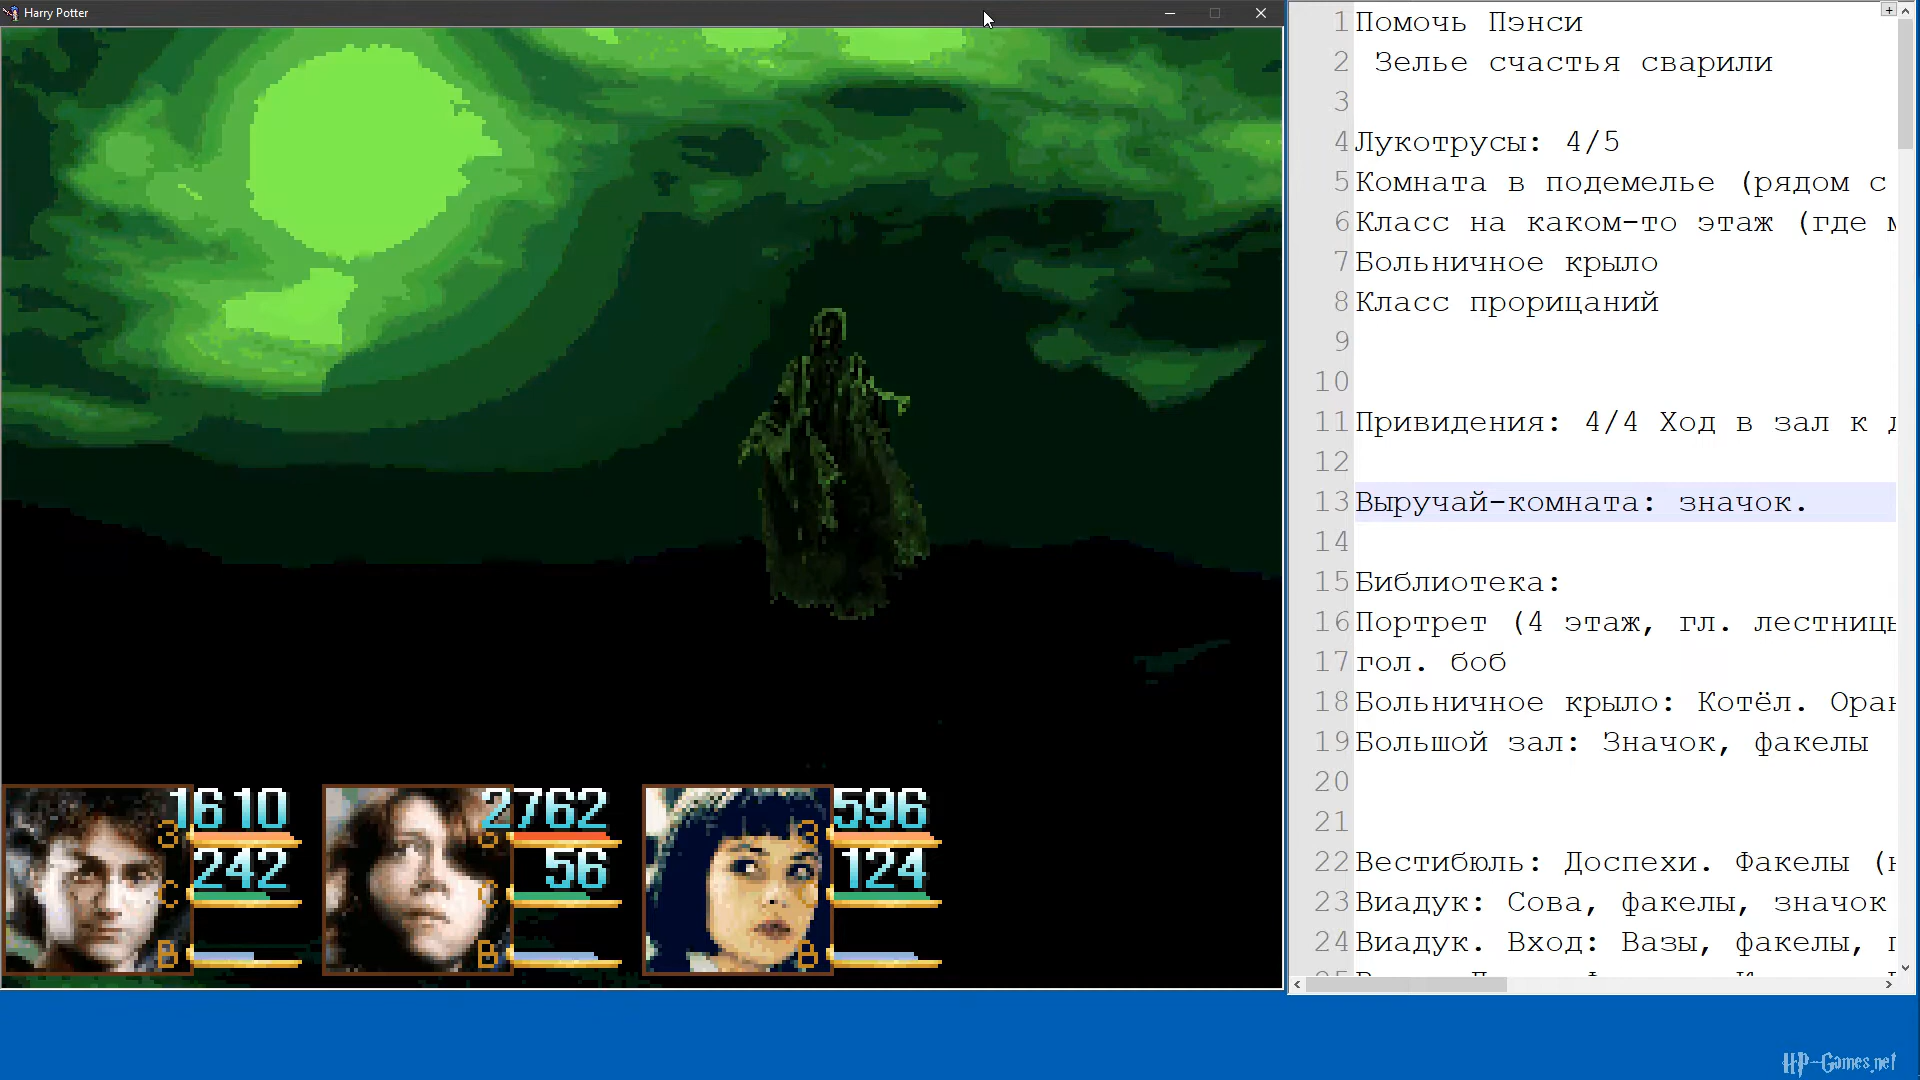 Harry Potter
1610
З
242
С
В
2762
З
56
С
В
596
З
124
С
В
1 Помочь Пэнси
2 Зелье счастья сварили
3
4 Лукотрусы: 4/5
5 Комната в подемелье (рядом с
6 Класс на каком-то этаж (где
7 Больничное крыло
8 Класс прорицаний
9
10
11 Привидения: 4/4 Ход в зал к
12
13 Выручай-комната: значок.
14
15 Библиотека:
16 Портрет (4 этаж, гл. лестницы
17 гол. боб
18 Больничное крыло: Котёл.
19 Большой зал: Значок, факелы
20
21
22 Вестибюль: Доспехи. Факелы
23 Виадук: Сова, факелы, значок
24 Виадук. Вход: Вазы, факелы,
HP-Games.net